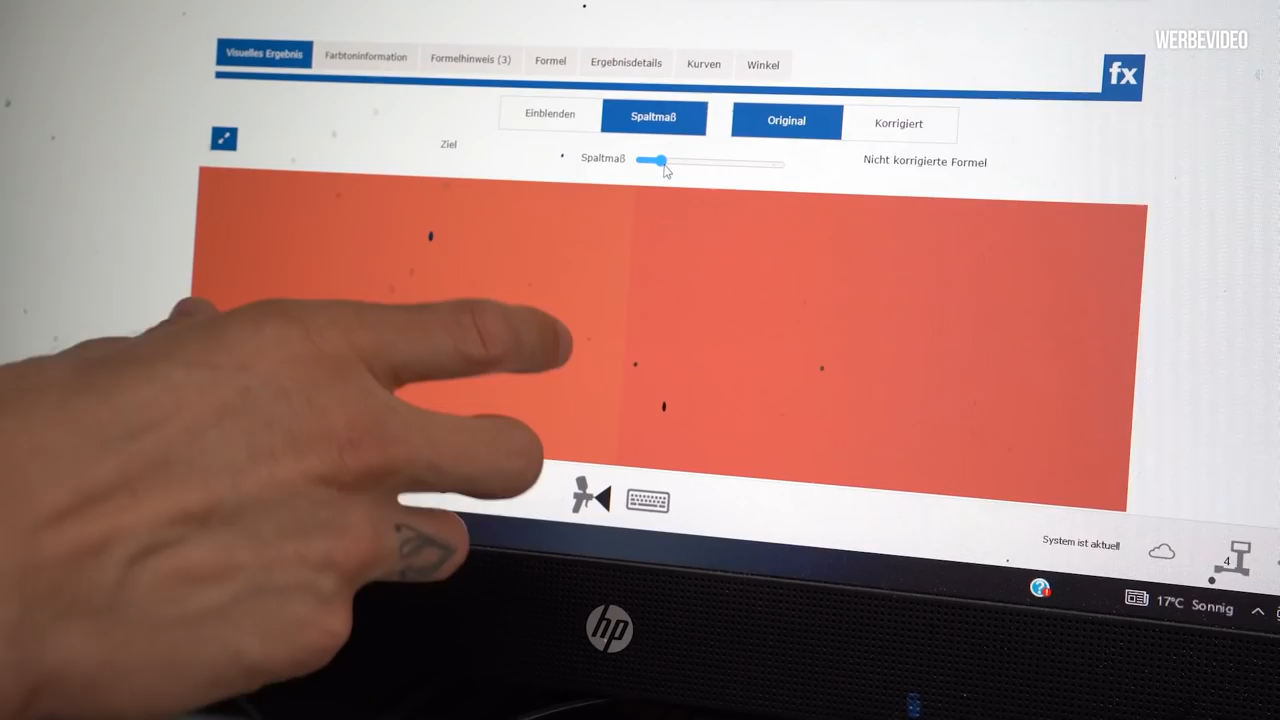 WERBEVIDEO
Visuelles Ergebnis Farbtoninformation Formelhinweis (3) Formel Ergebnisdetails Kurven Winkel
fx
Einblenden Spaltmaß Original Korrigiert
Ziel Spaltmaß Nicht korrigierte Formel
System ist aktuell
4
17°C Sonnig
hp